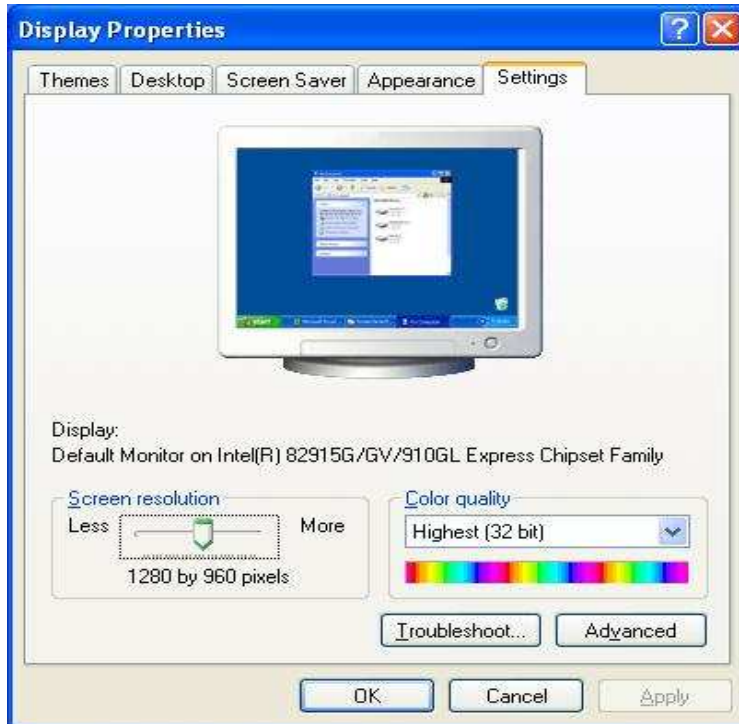 Display Properties
Themes Desktop Screen Saver Appearance Settings
Display:
Default Monitor on Intel(R) 82915G/GV/910GL Express Chipset Family
Screen resolution
Less More
1280 by 960 pixels
Color quality
Highest (32 bit)
Troubleshoot... Advanced
OK Cancel Apply